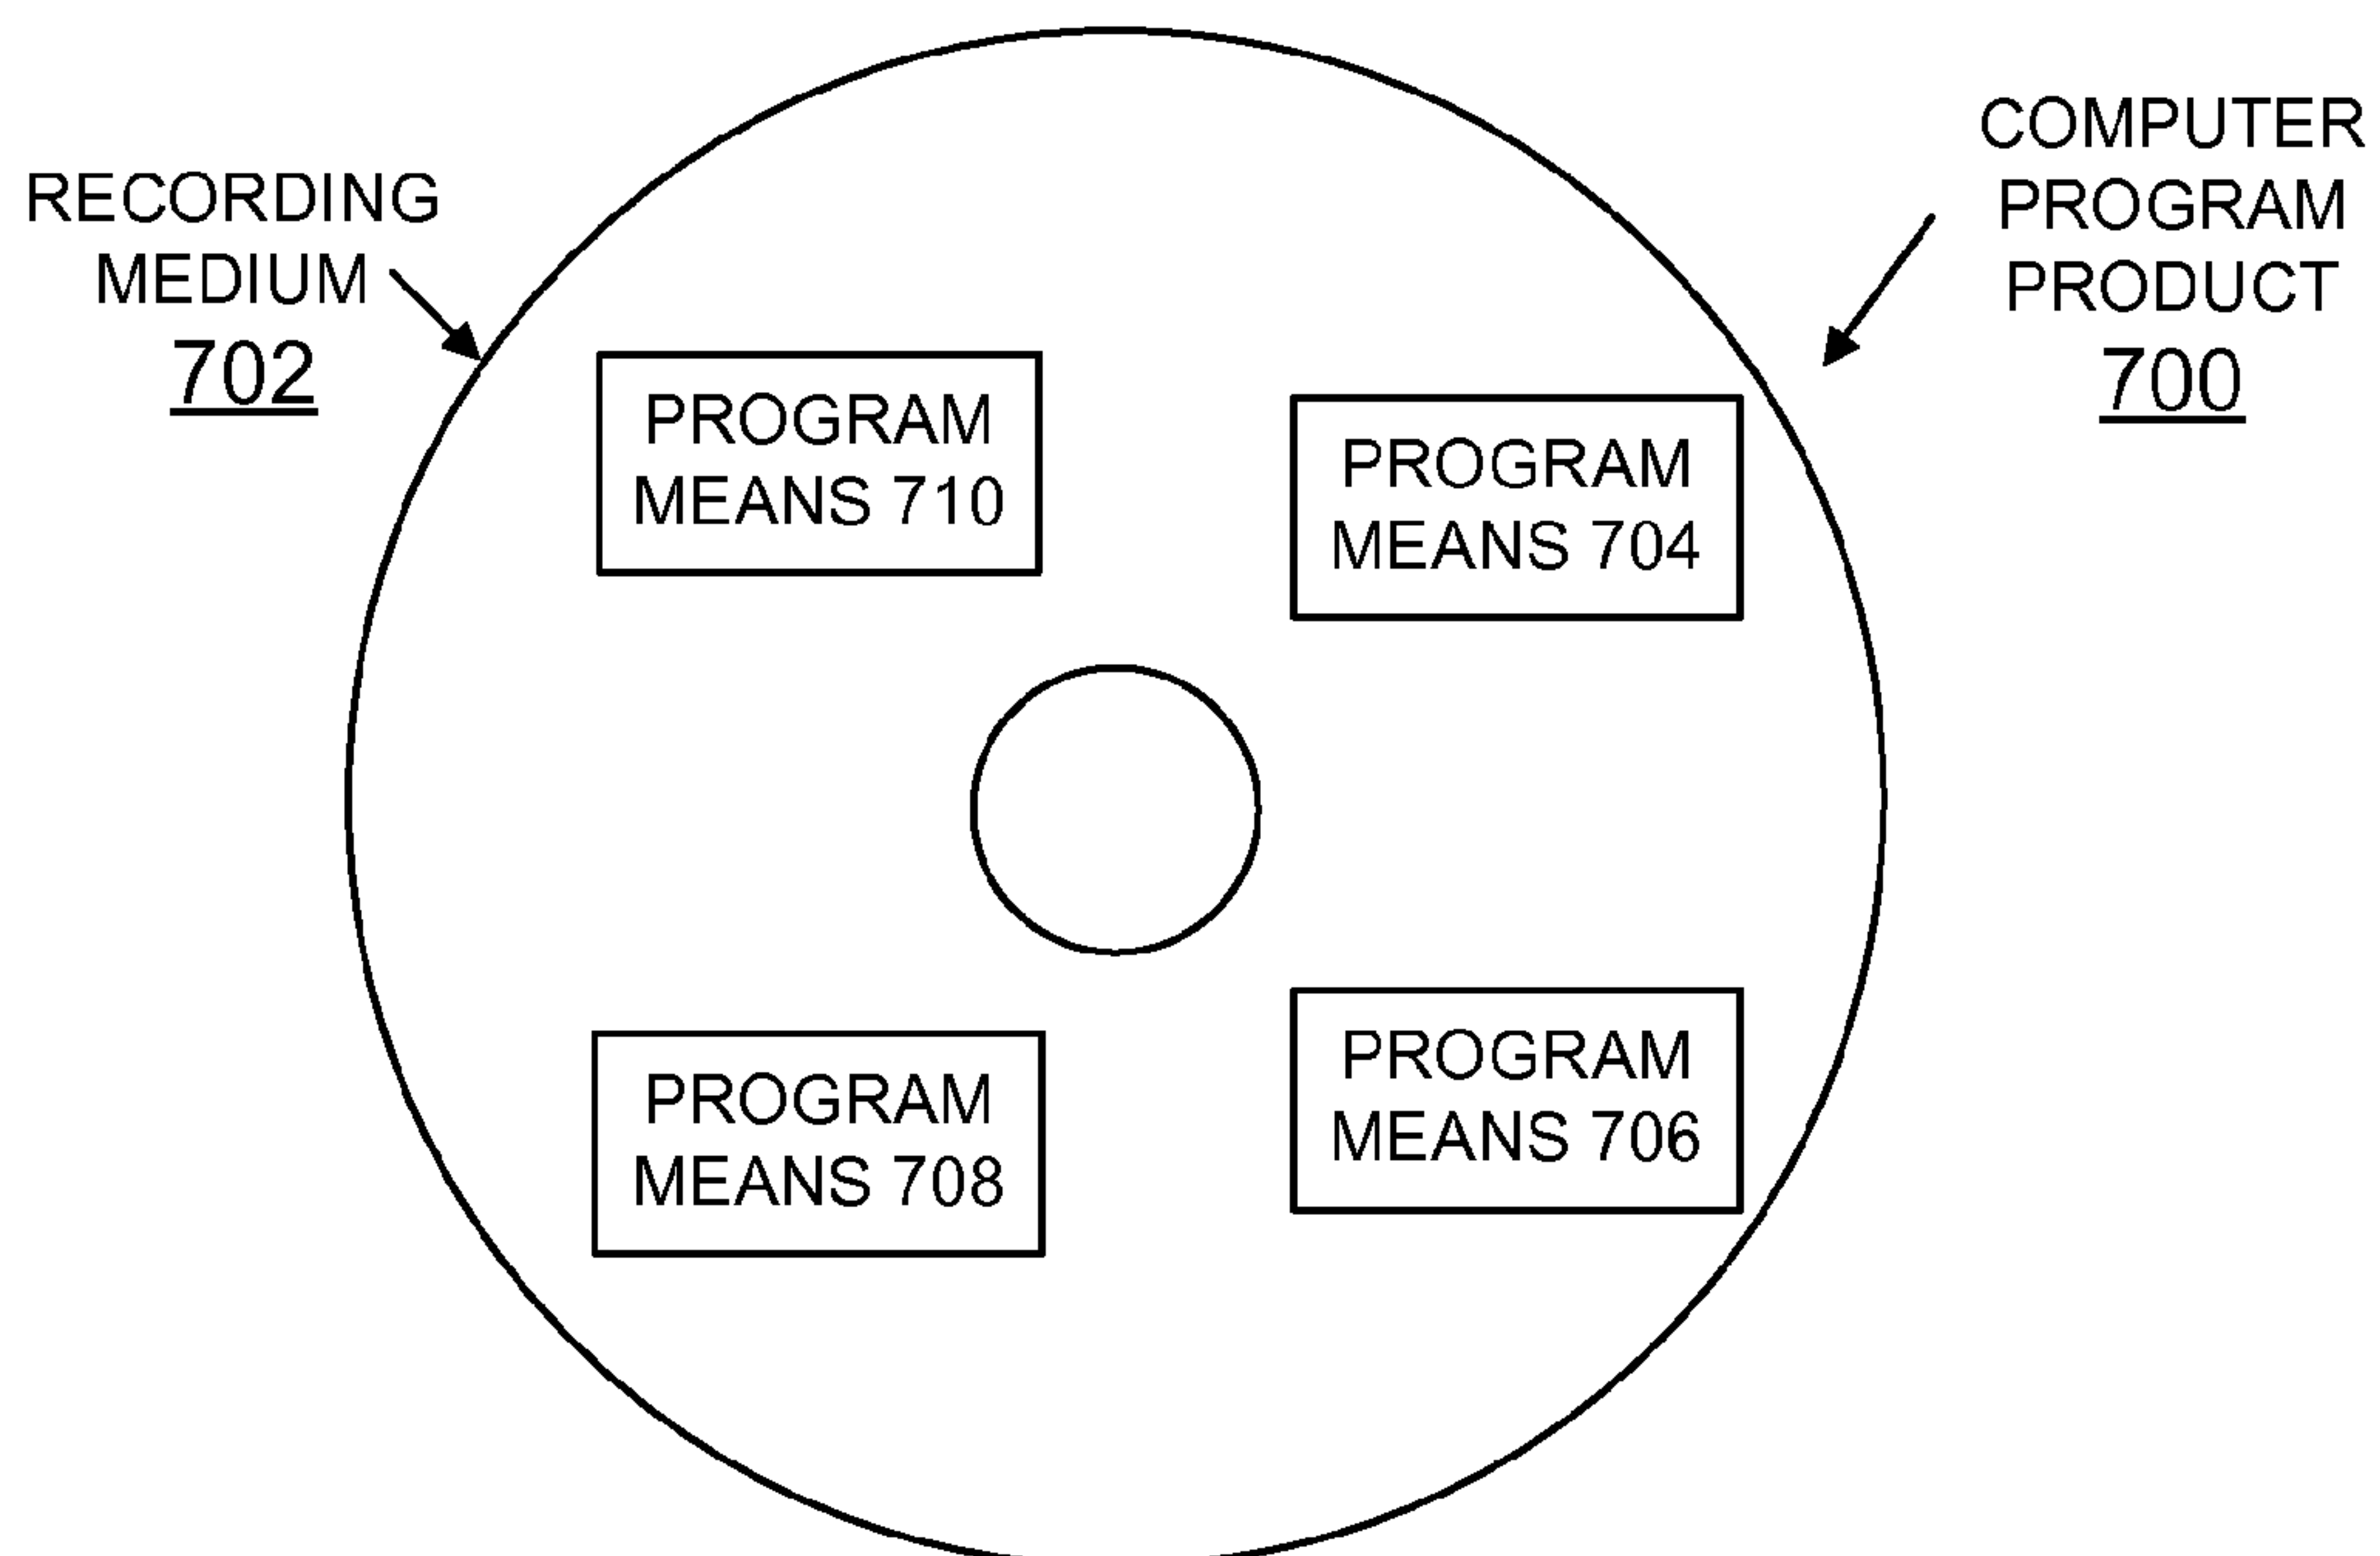 RECORDING
MEDIUM
702
COMPUTER
PROGRAM
PRODUCT
700
PROGRAM
MEANS 710
PROGRAM
MEANS 704
PROGRAM
MEANS 708
PROGRAM
MEANS 706